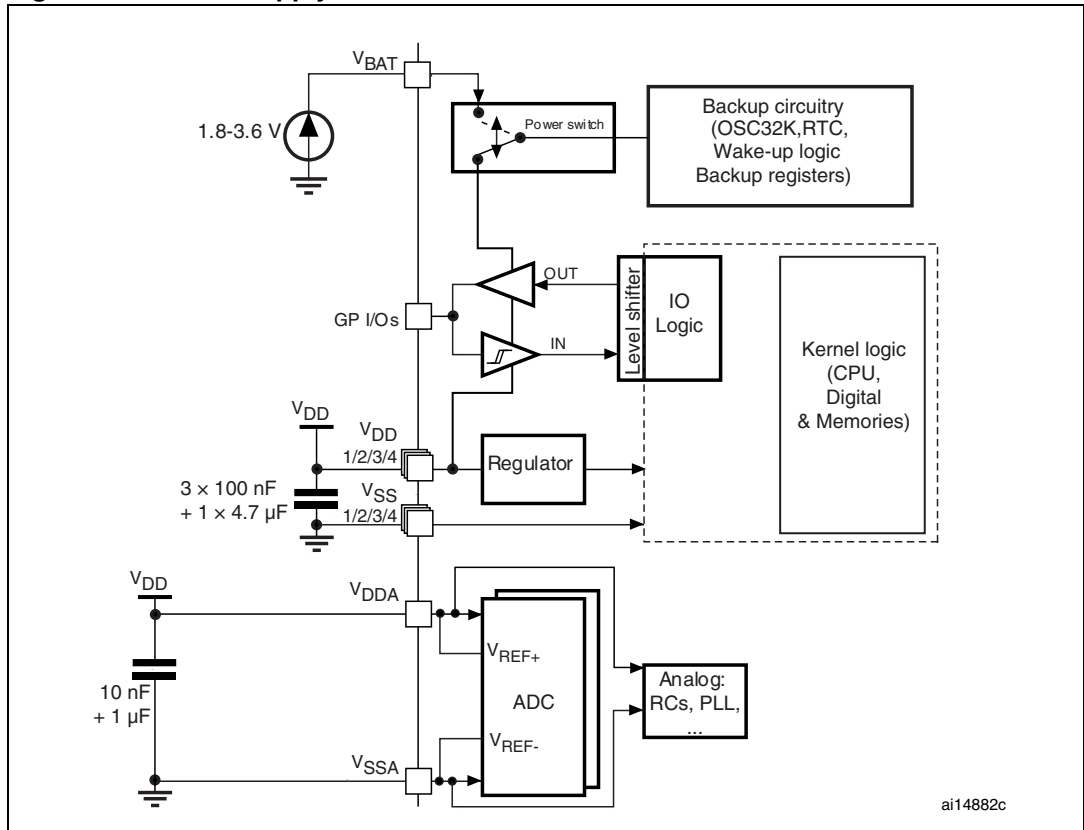 VBAT
1.8-3.6 V
Power switch
Backup circuitry
(OSC32K,RTC,
Wake-up logic
Backup registers)
OUT
GP I/Os
IN
Level shifter
IO
Logic
Kernel logic
(CPU,
Digital
& Memories)
VDD
VDD
1/2/3/4
Regulator
3 × 100 nF
+ 1 × 4.7 µF
VSS
1/2/3/4
VDD
VDDA
VREF+
ADC
VREF-
10 nF
+ 1 µF
Analog:
RCs, PLL,
...
VSSA
ai14882c